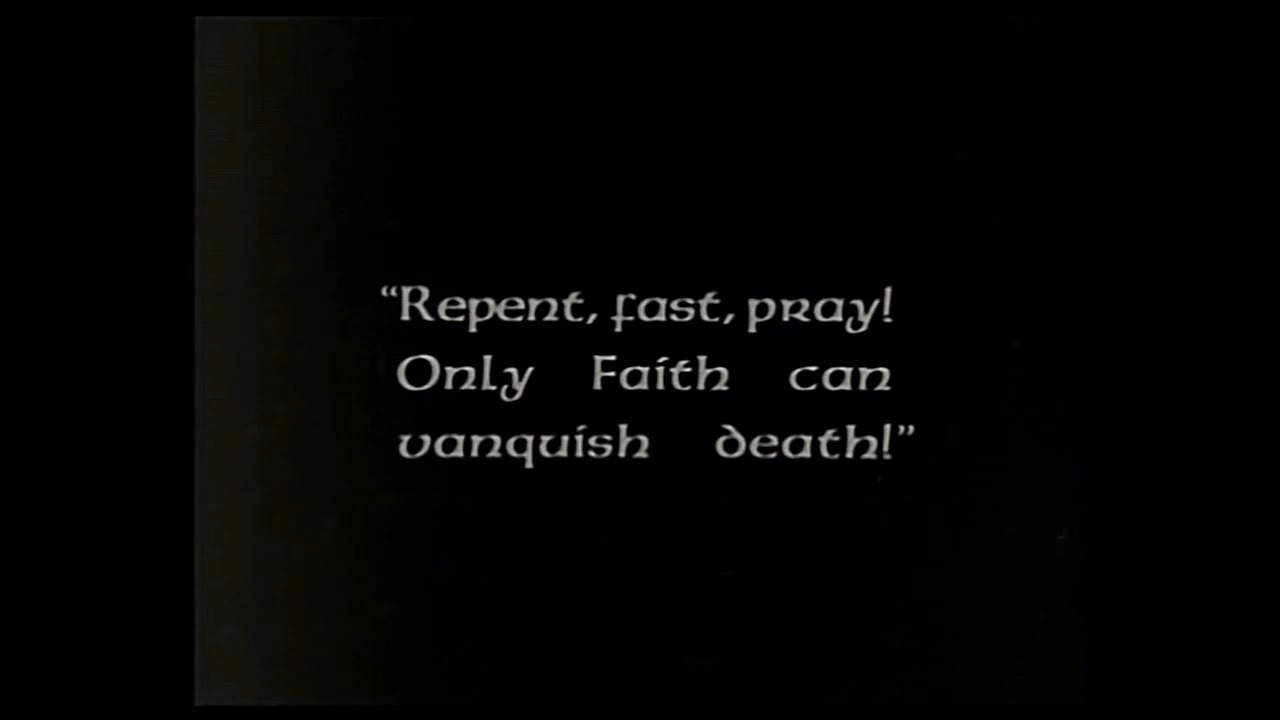 “Repent, fast, pray!
Only Faith can
vanquish death!”